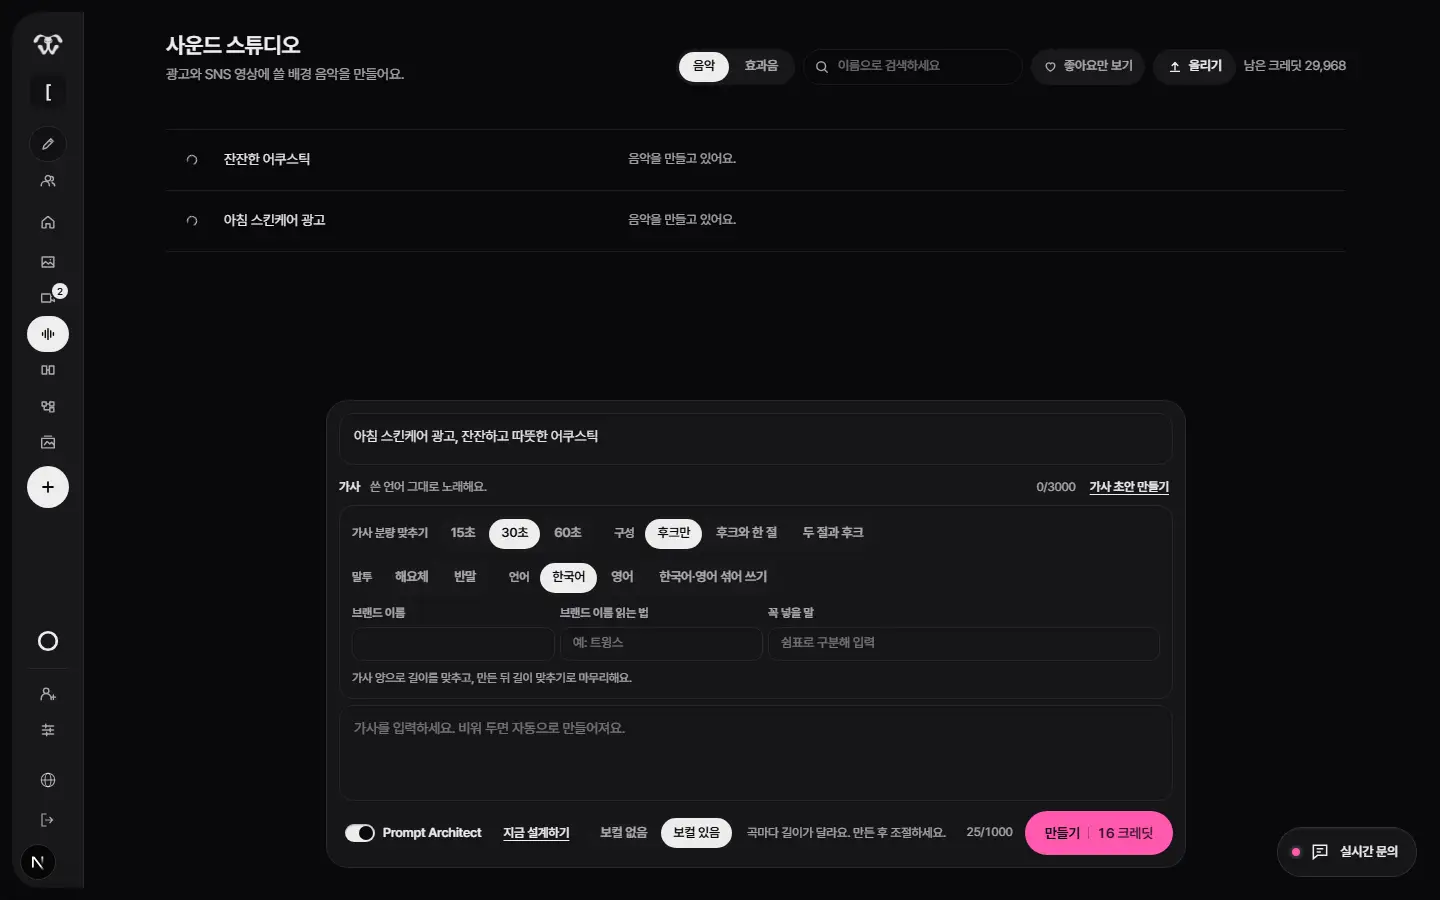 사운드 스튜디오
광고와 SNS 영상에 쓸 배경 음악을 만들어요.
음악 효과음 이름으로 검색하세요 좋아요만 보기 올리기 남은 크레딧 29,968
[
잔잔한 어쿠스틱 음악을 만들고 있어요.
아침 스킨케어 광고 음악을 만들고 있어요.
2
아침 스킨케어 광고, 잔잔하고 따뜻한 어쿠스틱
가사 쓴 언어 그대로 노래해요. 0/3000 가사 초안 만들기
가사 분량 맞추기 15초 30초 60초 구성 후크만 후크와 한 절 두 절과 후크
말투 해요체 반말 언어 한국어 영어 한국어·영어 섞어 쓰기
브랜드 이름 브랜드 이름 읽는 법 꼭 넣을 말
예: 트윙스 쉼표로 구분해 입력
가사 양으로 길이를 맞추고, 만든 뒤 길이 맞추기로 마무리해요.
가사를 입력하세요. 비워 두면 자동으로 만들어져요.
Prompt Architect 지금 설계하기 보컬 없음 보컬 있음 곡마다 길이가 달라요. 만든 후 조절하세요. 25/1000 만들기 16 크레딧
실시간 문의
N